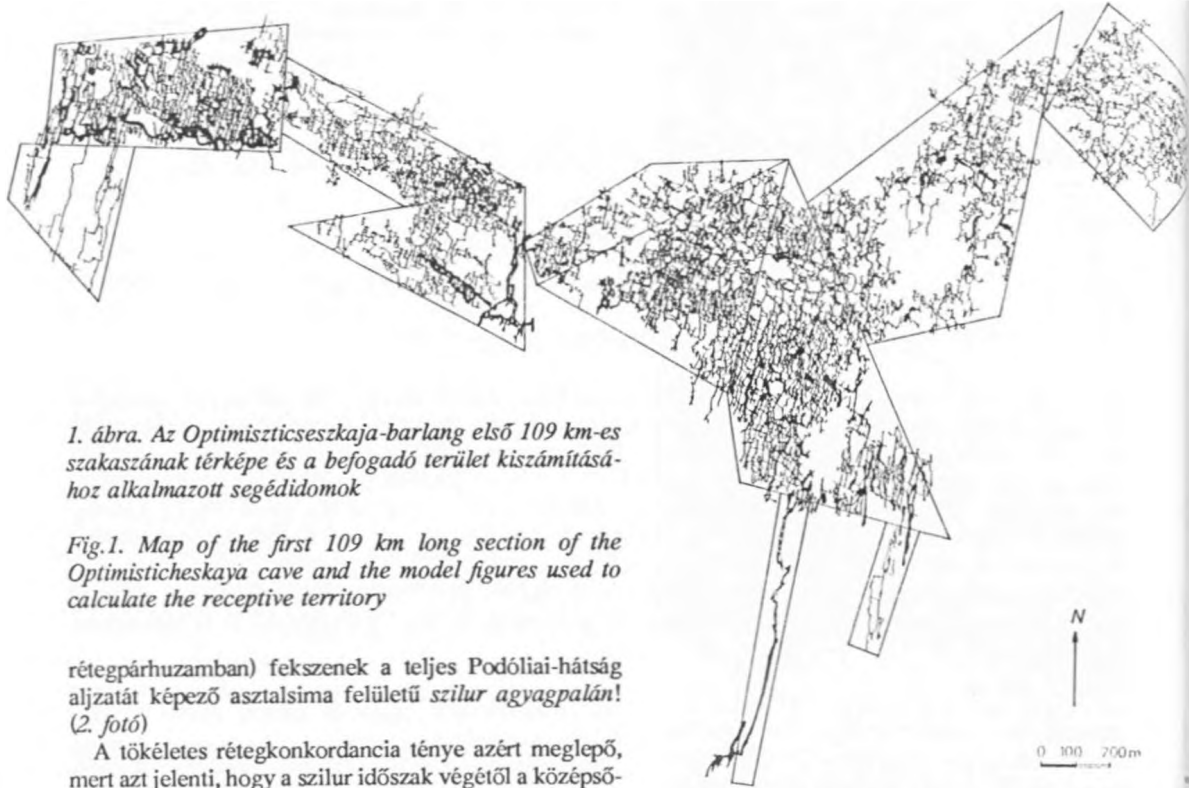 1. ábra. Az Optimiszticseszkaja-barlang első 109 km-es
szakaszának térképe és a befogadó terület kiszámításá-
hoz alkalmazott segédidomok
Fig.1. Map of the first 109 km long section of the
Optimisticheskaya cave and the model figures used to
calculate the receptive territory
rétegpárhuzamban) fekszenek a teljes Podóliai-hátság
aljzatát képező asztalsima felületű szilur agyagpalán!
(2. fotó)
A tökéletes rétegkonkordancia ténye azért meglepő,
mert azt jelenti, hogy a szilur időszak végétől a középső-
N
0 100 200m